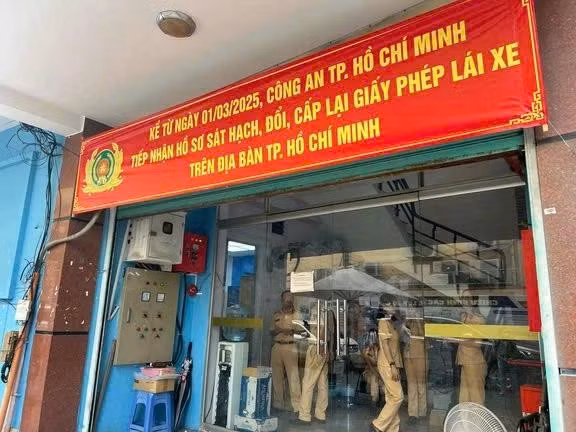 KỂ TỪ NGÀY 01/03/2025, CÔNG AN TP. HỒ CHÍ MINH
TIẾP NHẬN HỒ SƠ SÁT HẠCH, ĐỔI, CẤP LẠI GIẤY PHÉP LÁI XE
TRÊN ĐỊA BÀN TP. HỒ CHÍ MINH